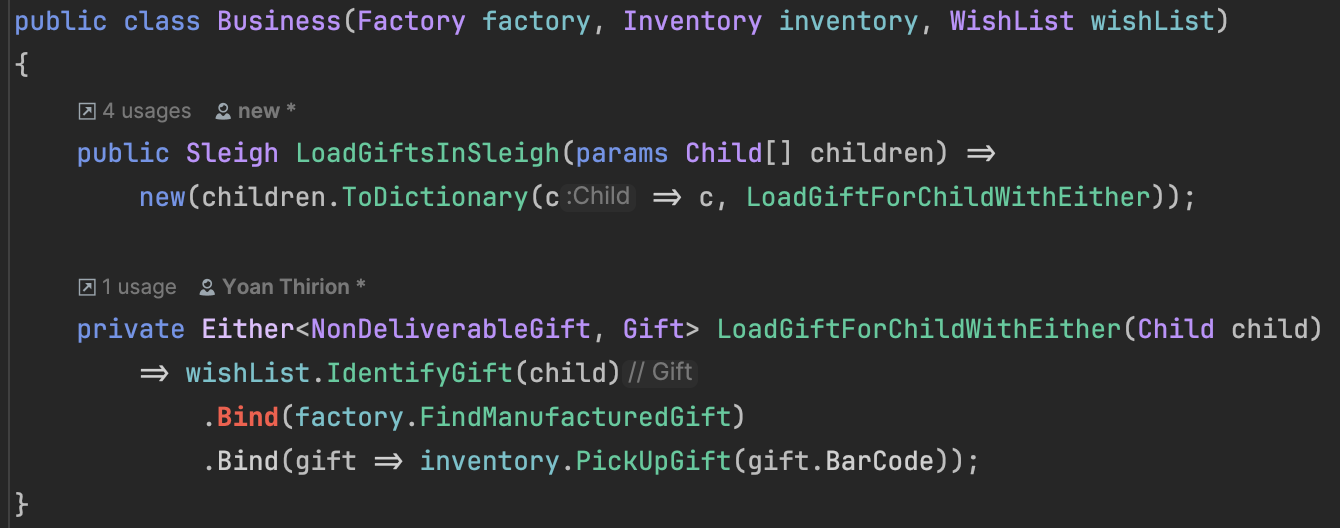 public class Business(Factory factory, Inventory inventory, WishList wishList)
{
4 usages new *
public Sleigh LoadGiftsInSleigh(params Child[] children) =>
new(children.ToDictionary(c :Child => c, LoadGiftForChildWithEither));
1 usage Yoan Thirion *
private Either<NonDeliverableGift, Gift> LoadGiftForChildWithEither(Child child)
=> wishList.IdentifyGift(child) // Gift
.Bind(factory.FindManufacturedGift)
.Bind(gift => inventory.PickUpGift(gift.BarCode));
}